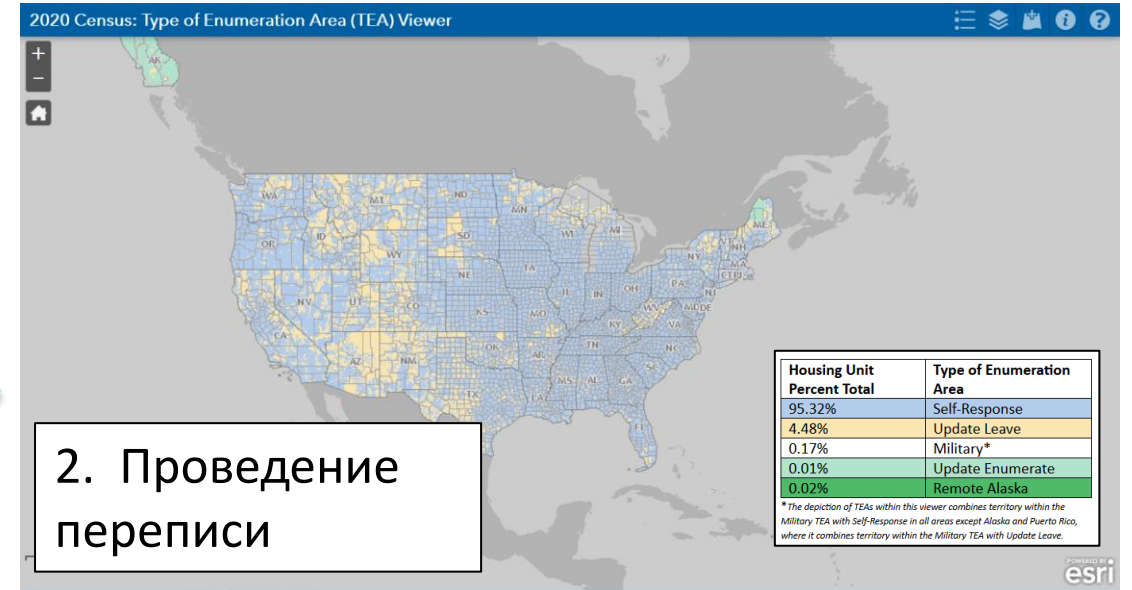 2020 Census: Type of Enumeration Area (TEA) Viewer
+
−
AK
WA
MT
ND
MN
ME
OR
ID
SD
WI
MI
VT
NH
WY
NY
MA
IA
CT RI
NE
PA
NV
UT
CO
IL
IN
OH
NJ
KS
MO
WV
MD DE
CA
KY
VA
AZ
NM
OK
AR
TN
NC
SC
TX
MS
AL
GA
LA
FL
2. Проведение
переписи
Housing Unit
Percent Total
Type of Enumeration
Area
95.32% Self-Response
4.48% Update Leave
0.17% Military*
0.01% Update Enumerate
0.02% Remote Alaska
*The depiction of TEAs within this viewer combines territory within the
Military TEA with Self-Response in all areas except Alaska and Puerto Rico,
where it combines territory within the Military TEA with Update Leave.
POWERED BY
esri